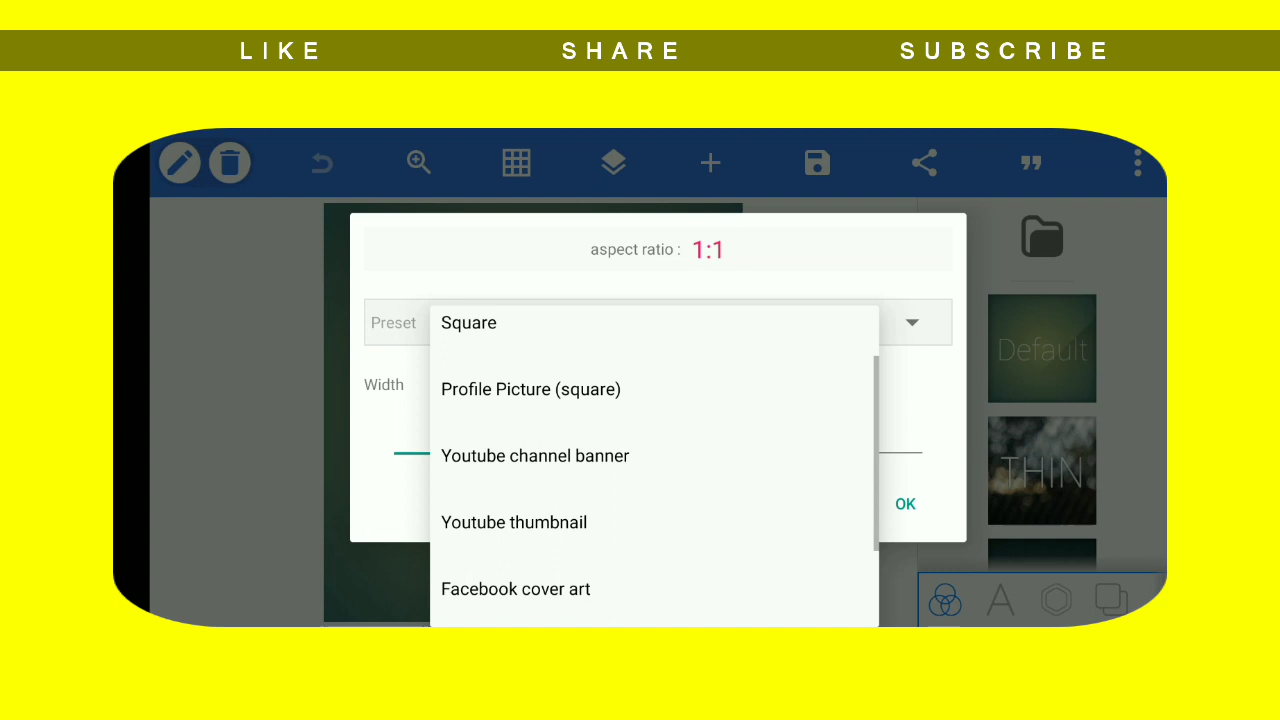 LIKE SHARE SUBSCRIBE
aspect ratio : 1:1
Preset
Square
Profile Picture (square)
Width
Youtube channel banner
Youtube thumbnail
Facebook cover art
OK
Default
THIN